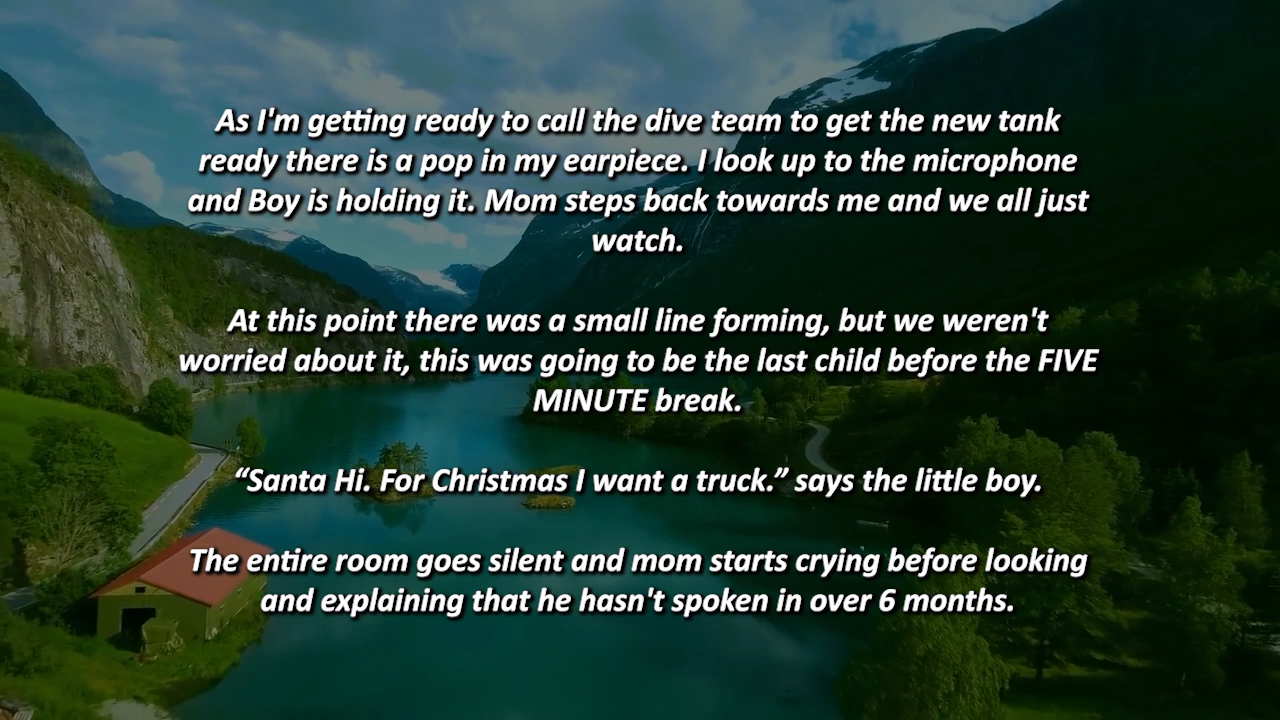 As I'm getting ready to call the dive team to get the new tank
ready there is a pop in my earpiece. I look up to the microphone
and Boy is holding it. Mom steps back towards me and we all just
watch.
At this point there was a small line forming, but we weren't
worried about it, this was going to be the last child before the FIVE
MINUTE break.
“Santa Hi. For Christmas I want a truck.” says the little boy.
The entire room goes silent and mom starts crying before looking
and explaining that he hasn't spoken in over 6 months.